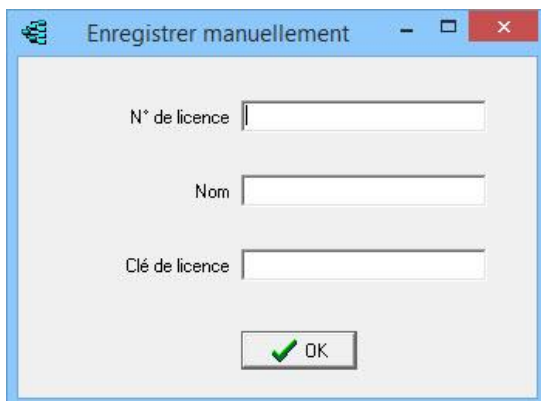 Enregistrer manuellement
N° de licence
Nom
Clé de licence
OK